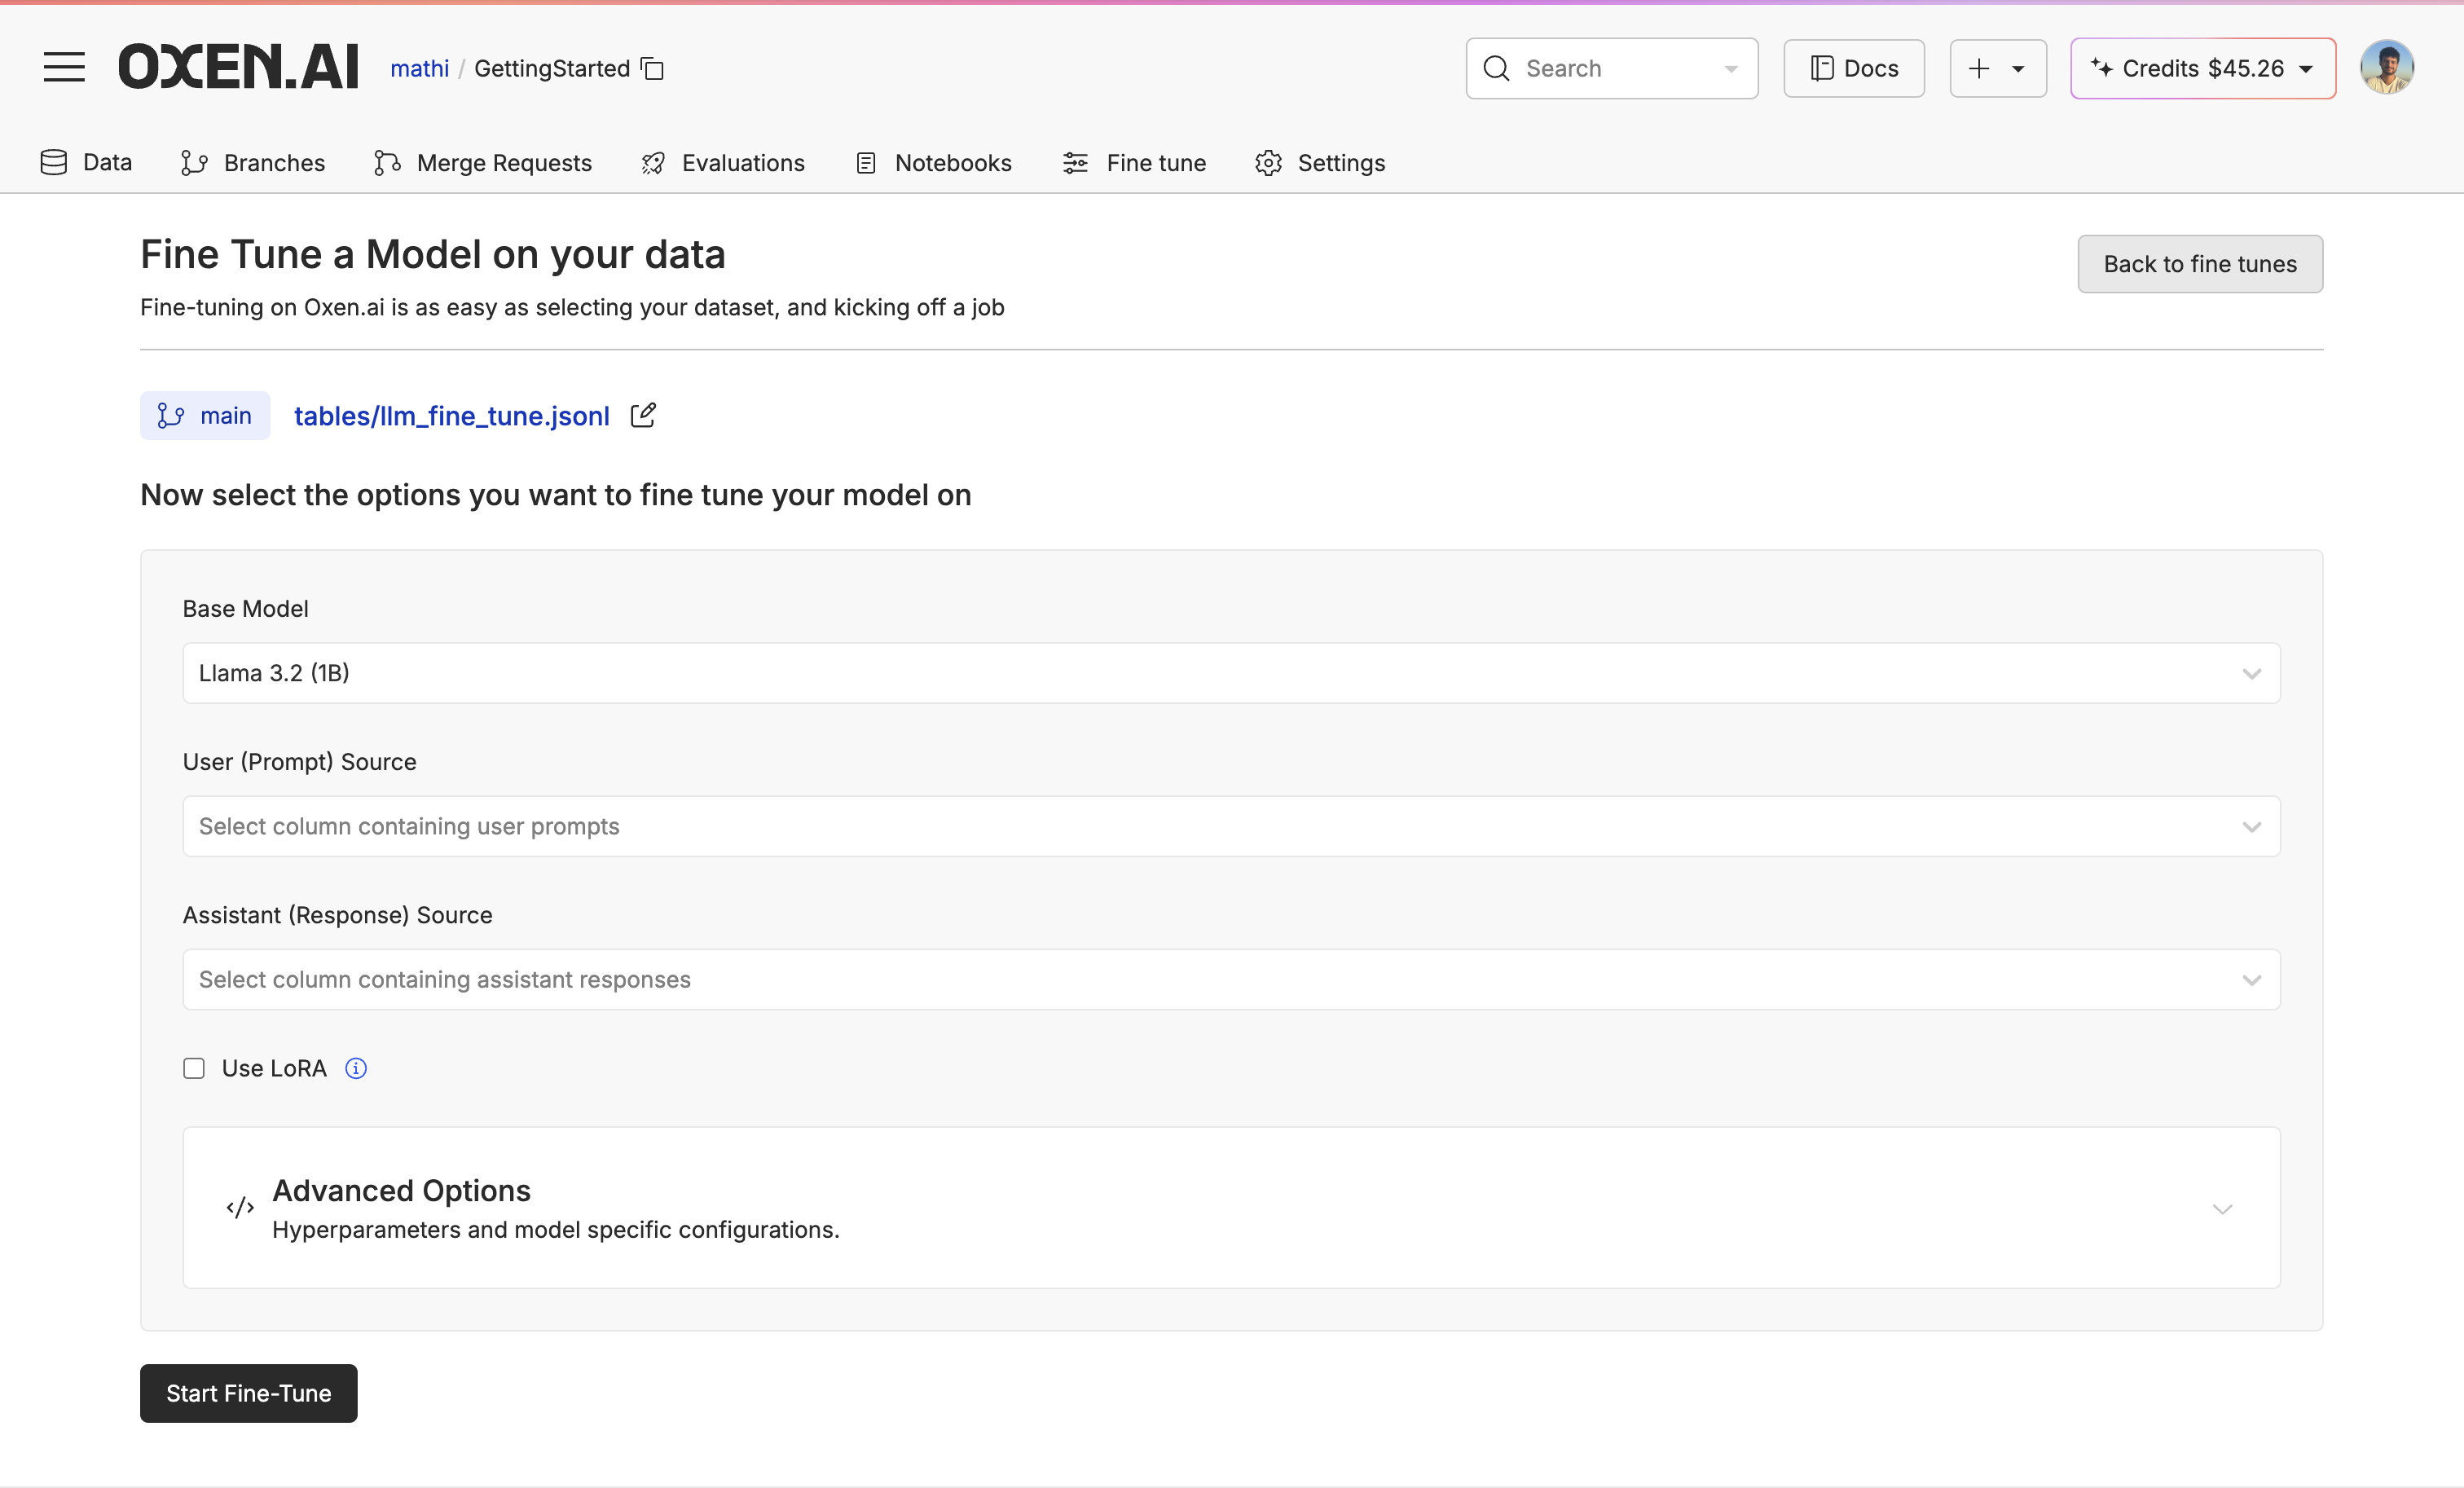 OXEN.AI mathi / GettingStarted Search Docs Credits $45.26
Data Branches Merge Requests Evaluations Notebooks Fine tune Settings
Fine Tune a Model on your data
Back to fine tunes
Fine-tuning on Oxen.ai is as easy as selecting your dataset, and kicking off a job
main tables/llm_fine_tune.jsonl
Now select the options you want to fine tune your model on
Base Model
Llama 3.2 (1B)
User (Prompt) Source
Select column containing user prompts
Assistant (Response) Source
Select column containing assistant responses
Use LoRA
Advanced Options
Hyperparameters and model specific configurations.
Start Fine-Tune